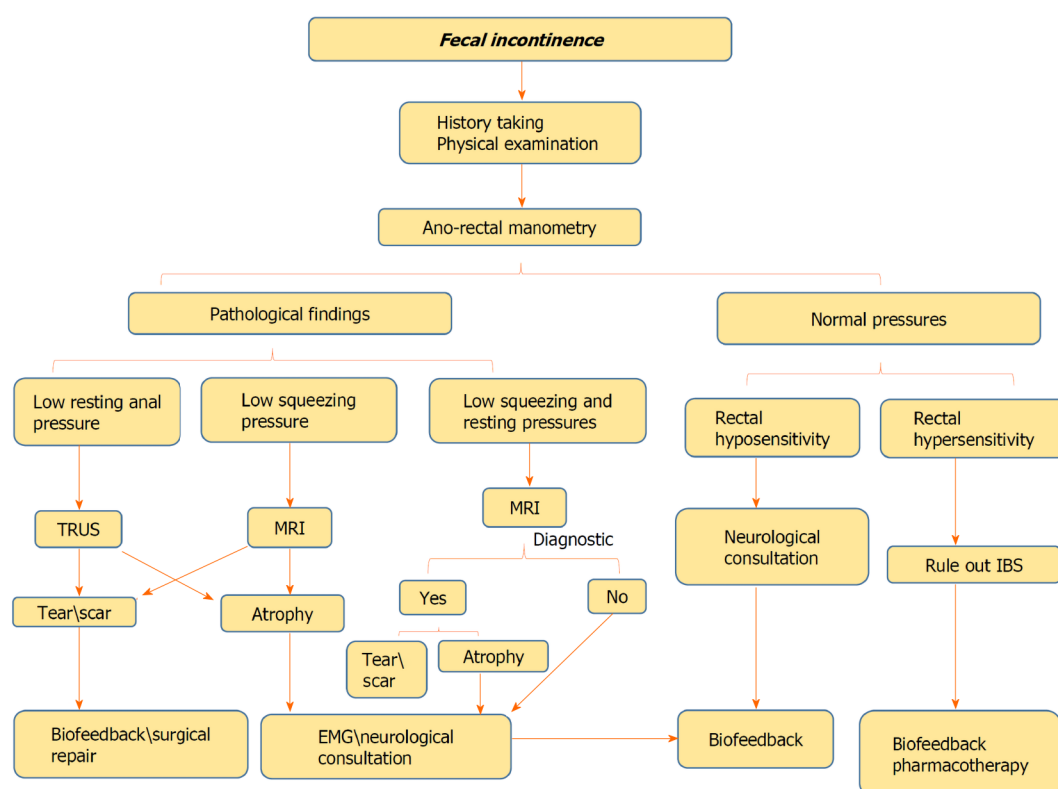 Fecal incontinence
History taking
Physical examination
Ano-rectal manometry
Pathological findings
Normal pressures
Low resting anal
pressure
Low squeezing
pressure
Low squeezing and
resting pressures
Rectal
hyposensitivity
Rectal
hypersensitivity
TRUS
MRI
MRI
Diagnostic
Neurological
consultation
Rule out IBS
Tear\scar
Atrophy
Yes
No
Tear\
scar
Atrophy
Biofeedback\surgical
repair
EMG\neurological
consultation
Biofeedback
Biofeedback
pharmacotherapy